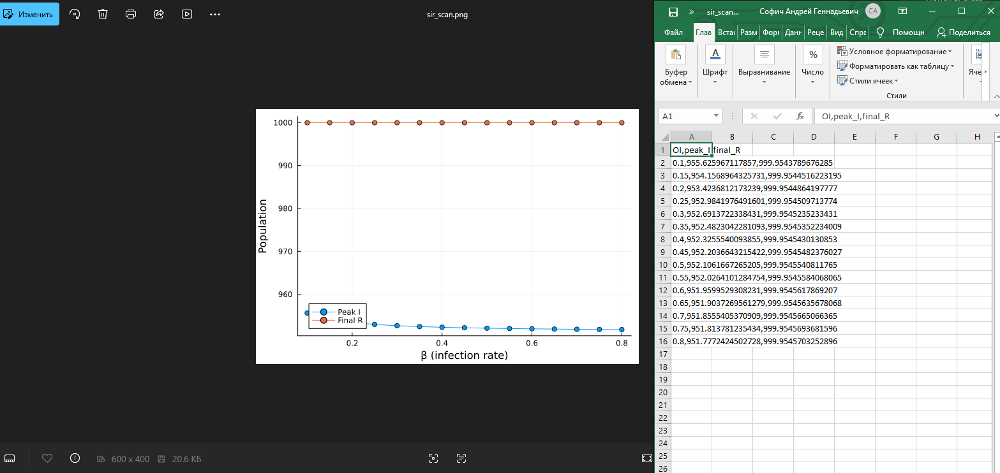 Изменить
sir_scan.png
1000
990
980
970
960
Population
Peak I
Final R
0.2
0.4
0.6
0.8
β (infection rate)
600 x 400
20.6 КБ
sir_scan...
Софич Андрей Геннадьевич
СА
Файл
Глав
Встаı
Разм
Форı
Данн
Реце
Вид
Спра
Помощн
Поделиться
Буфер
обмена
Шрифт
Выравнивание
Число
%
Условное форматирование
Форматировать как таблицу
Стили ячеек
Стили
Яче
A1
fx
OI,peak_I,final_R
A B C D E F G H
1 OI,peak_I,final_R
2 0.1,955.625967117857,999.9543789676285
3 0.15,954.1568964325731,999.9544516223195
4 0.2,953.4236812173239,999.9544864197777
5 0.25,952.9841976491601,999.954509713774
6 0.3,952.6913722338431,999.9545235233431
7 0.35,952.4823042281093,999.9545352234009
8 0.4,952.3255540093855,999.9545430130853
9 0.45,952.2036643215422,999.9545482376027
10 0.5,952.1061667265205,999.9545540811765
11 0.55,952.0264101284754,999.9545584068065
12 0.6,951.9599529308231,999.9545617869207
13 0.65,951.9037269561279,999.9545635678068
14 0.7,951.8555405370909,999.9545665066365
15 0.75,951.813781235434,999.9545693681596
16 0.8,951.7772424502728,999.9545703252896
17
18
19
20
21
22
23
24
25
26